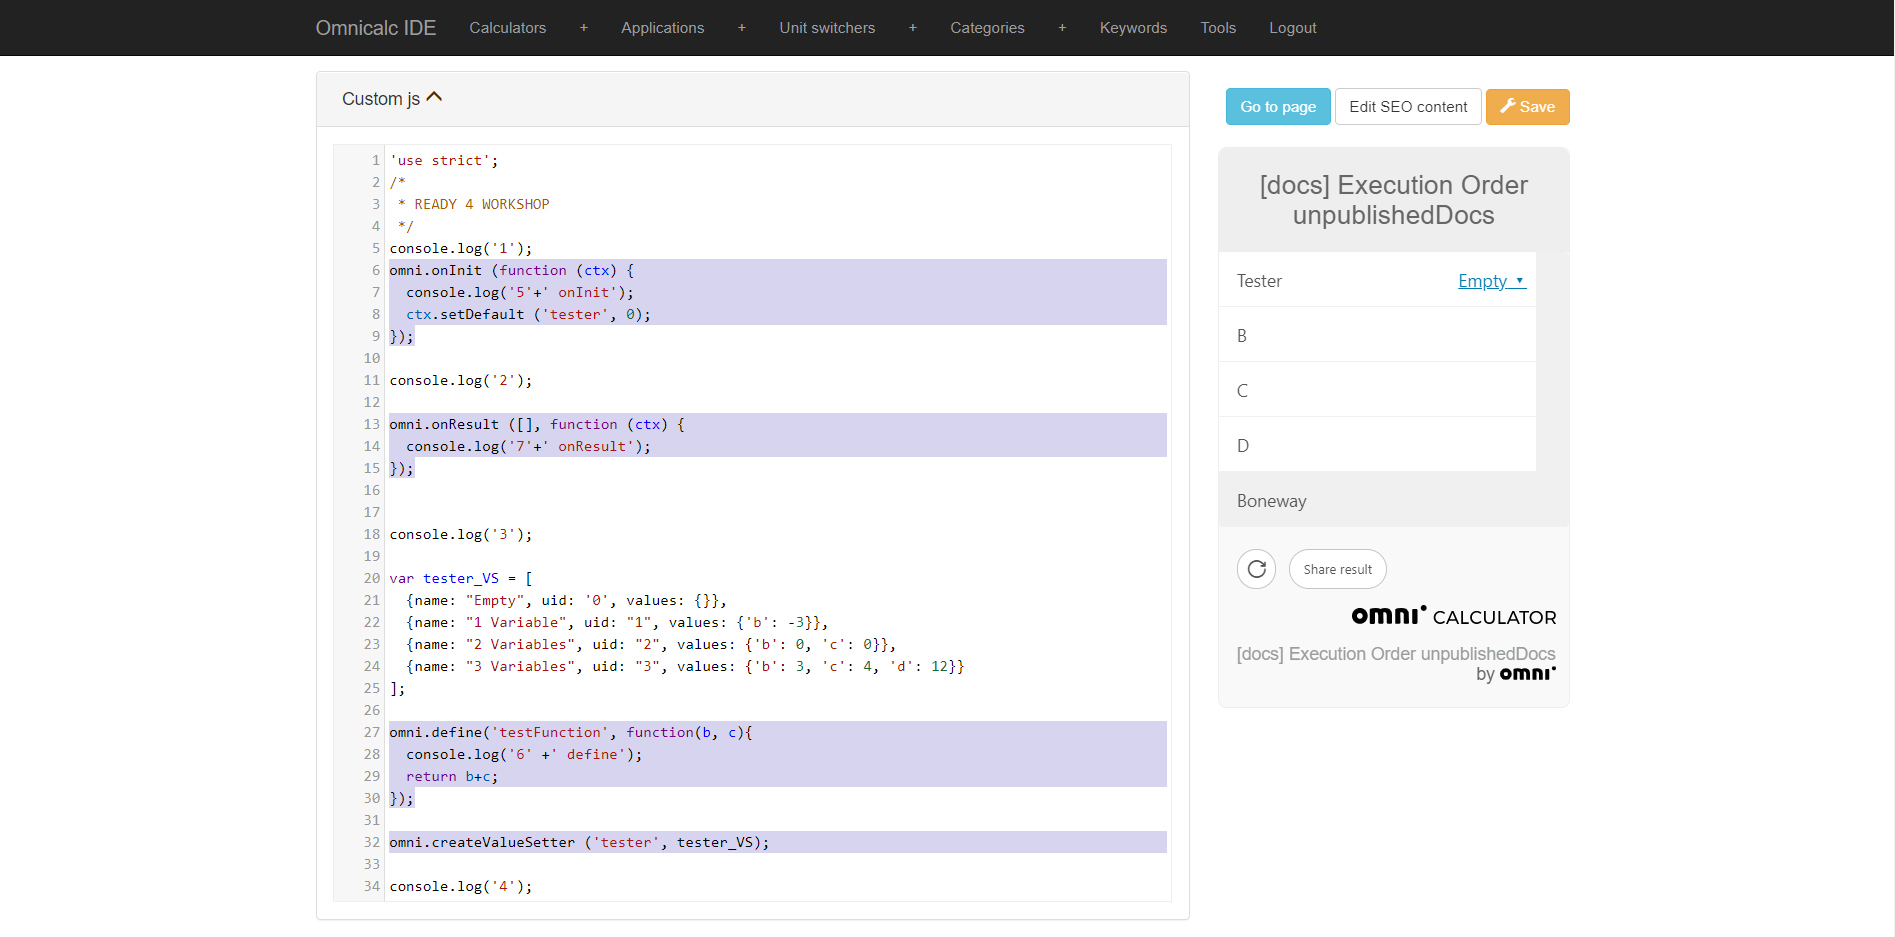 Omnicalc IDE Calculators + Applications + Unit switchers + Categories + Keywords Tools Logout
Custom js
1 'use strict';
2 /*
3  * READY 4 WORKSHOP
4  */
5 console.log('1');
6 omni.onInit (function (ctx) {
7   console.log('5'+' onInit');
8   ctx.setDefault ('tester', 0);
9 });
10
11 console.log('2');
12
13 omni.onResult ([], function (ctx) {
14   console.log('7'+' onResult');
15 });
16
17
18 console.log('3');
19
20 var tester_VS = [
21   {name: "Empty", uid: '0', values: {}},
22   {name: "1 Variable", uid: "1", values: {'b': -3}},
23   {name: "2 Variables", uid: "2", values: {'b': 0, 'c': 0}},
24   {name: "3 Variables", uid: "3", values: {'b': 3, 'c': 4, 'd': 12}}
25 ];
26
27 omni.define('testFunction', function(b, c){
28   console.log('6' +' define');
29   return b+c;
30 });
31
32 omni.createValueSetter ('tester', tester_VS);
33
34 console.log('4');
Go to page Edit SEO content Save
[docs] Execution Order
unpublishedDocs
Tester Empty
B
C
D
Boneway
Share result
omni CALCULATOR
[docs] Execution Order unpublishedDocs
by omni